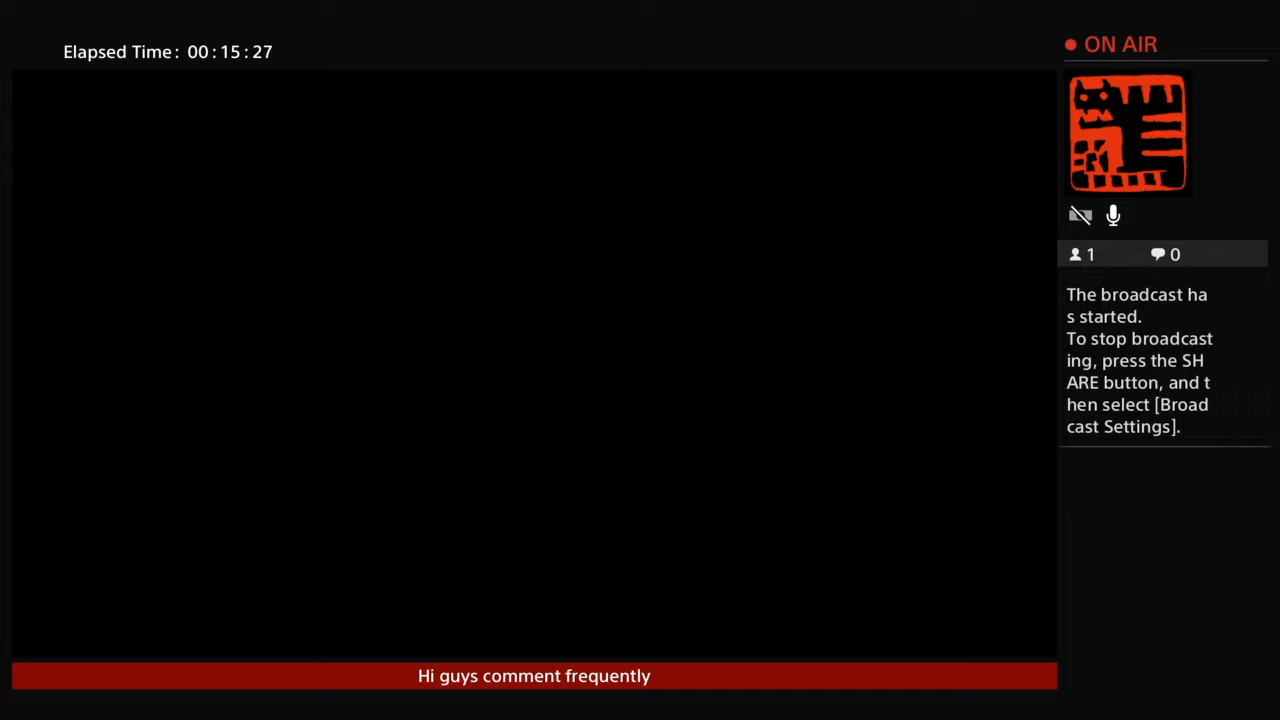 Elapsed Time: 00:15:27
ON AIR
1 0
The broadcast ha
s started.
To stop broadcast
ing, press the SH
ARE button, and t
hen select [Broad
cast Settings].
Hi guys comment frequently